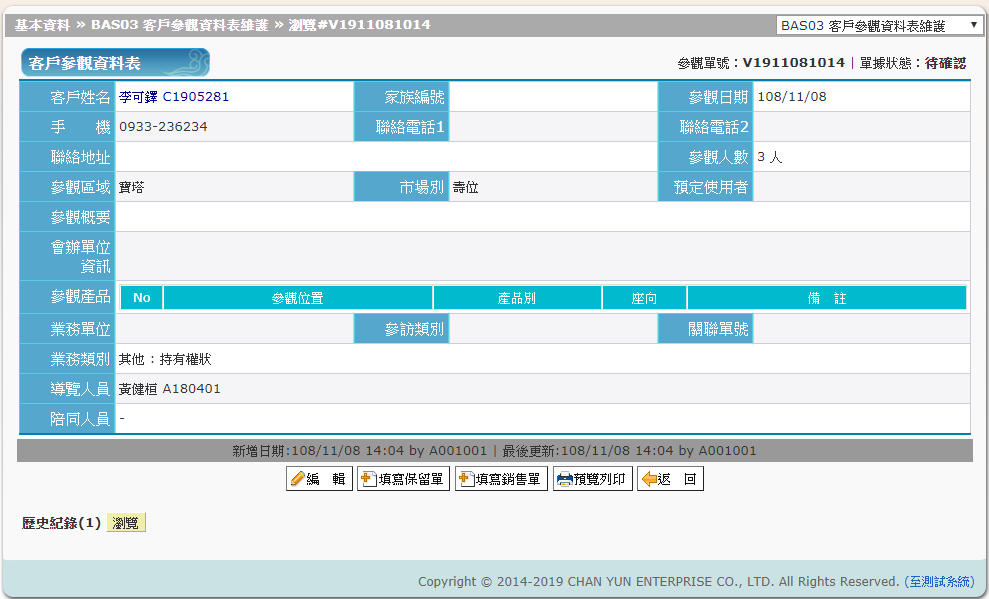 基本資料 » BAS03 客戶參觀資料表維護 » 瀏覽#V1911081014 BAS03 客戶參觀資料表維護
客戶參觀資料表 參觀單號：V1911081014 | 單據狀態：待確認
客戶姓名 李可鐸 C1905281 家族編號 參觀日期 108/11/08
手 機 0933-236234 聯絡電話1 聯絡電話2
聯絡地址 參觀人數 3 人
參觀區域 寶塔 市場別 壽位 預定使用者
參觀概要
會辦單位
資訊
參觀產品 No 參觀位置 產品別 座向 備 註
業務單位 參訪類別 關聯單號
業務類別 其他：持有權狀
導覽人員 黃健桓 A180401
陪同人員 -
新增日期:108/11/08 14:04 by A001001 | 最後更新:108/11/08 14:04 by A001001
編 輯 填寫保留單 填寫銷售單 預覽列印 返 回
歷史紀錄(1) 瀏覽
Copyright © 2014-2019 CHAN YUN ENTERPRISE CO., LTD. All Rights Reserved. (至測試系統)